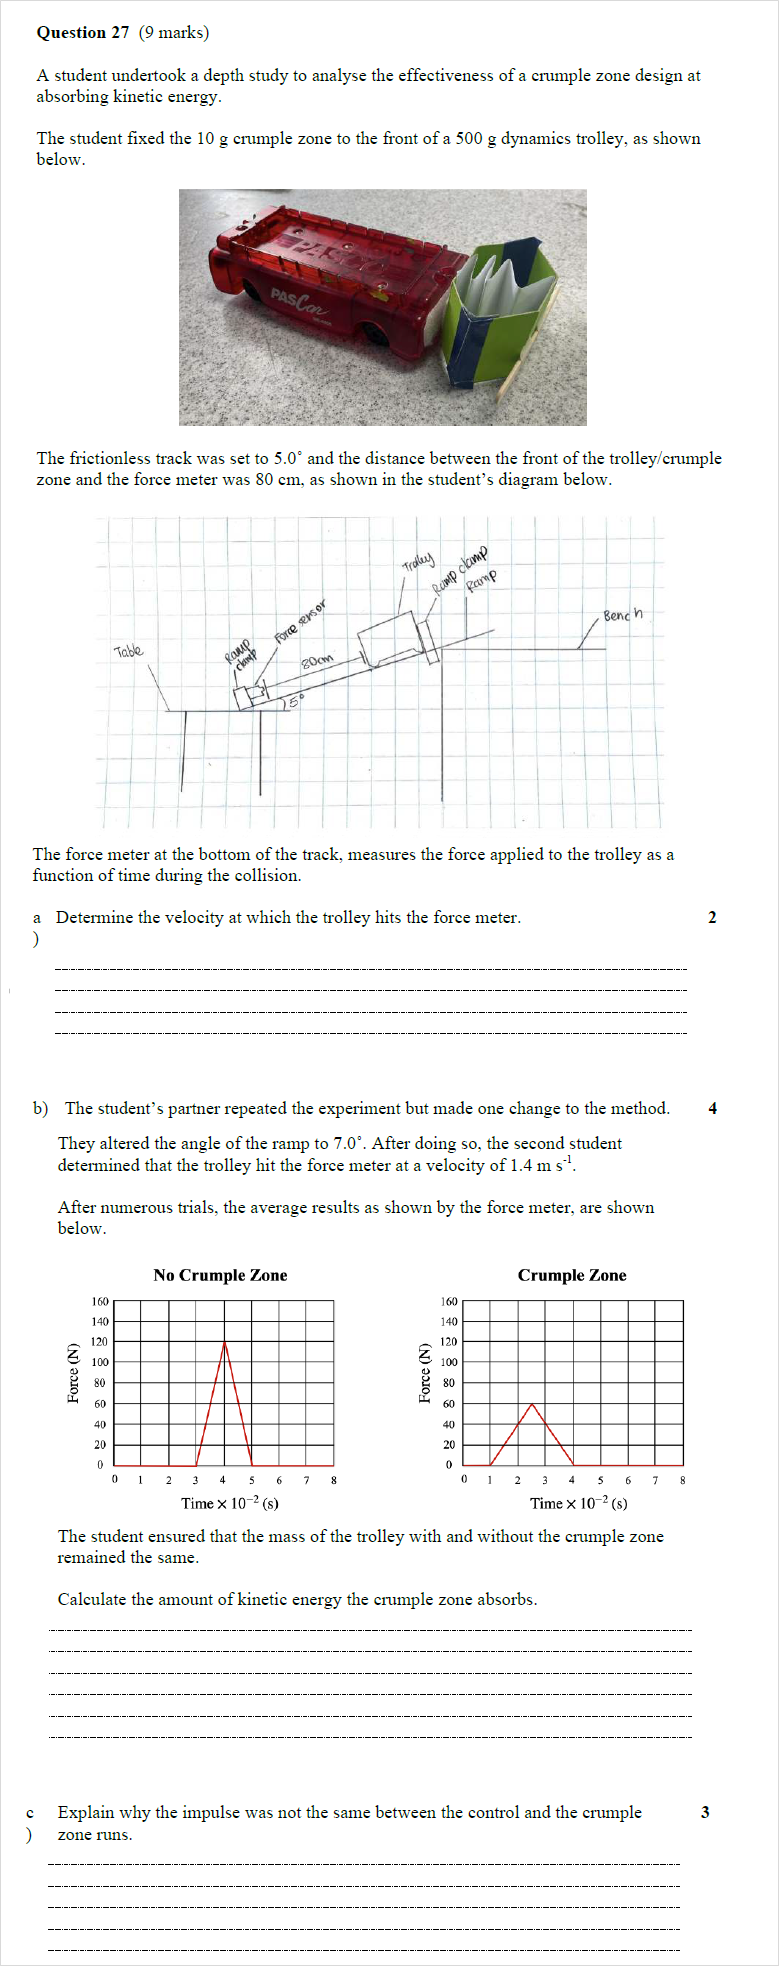 Question 27 (9 marks)
A student undertook a depth study to analyse the effectiveness of a crumple zone design at
absorbing kinetic energy.
The student fixed the 10 g crumple zone to the front of a 500 g dynamics trolley, as shown
below.
PASCar
The frictionless track was set to 5.0° and the distance between the front of the trolley/crumple
zone and the force meter was 80 cm, as shown in the student's diagram below.
Trolley
Ramp clamp
Ramp
Bench
Force sensor
Ramp
clamp
Table
80cm
5°
The force meter at the bottom of the track, measures the force applied to the trolley as a
function of time during the collision.
a Determine the velocity at which the trolley hits the force meter. 2
)
b) The student's partner repeated the experiment but made one change to the method. 4
They altered the angle of the ramp to 7.0°. After doing so, the second student
determined that the trolley hit the force meter at a velocity of 1.4 m s⁻¹.
After numerous trials, the average results as shown by the force meter, are shown
below.
No Crumple Zone
160
140
120
100
80
60
40
20
0
Force (N)
0 1 2 3 4 5 6 7 8
Time × 10⁻² (s)
Crumple Zone
160
140
120
100
80
60
40
20
0
Force (N)
0 1 2 3 4 5 6 7 8
Time × 10⁻² (s)
The student ensured that the mass of the trolley with and without the crumple zone
remained the same.
Calculate the amount of kinetic energy the crumple zone absorbs.
c Explain why the impulse was not the same between the control and the crumple 3
) zone runs.